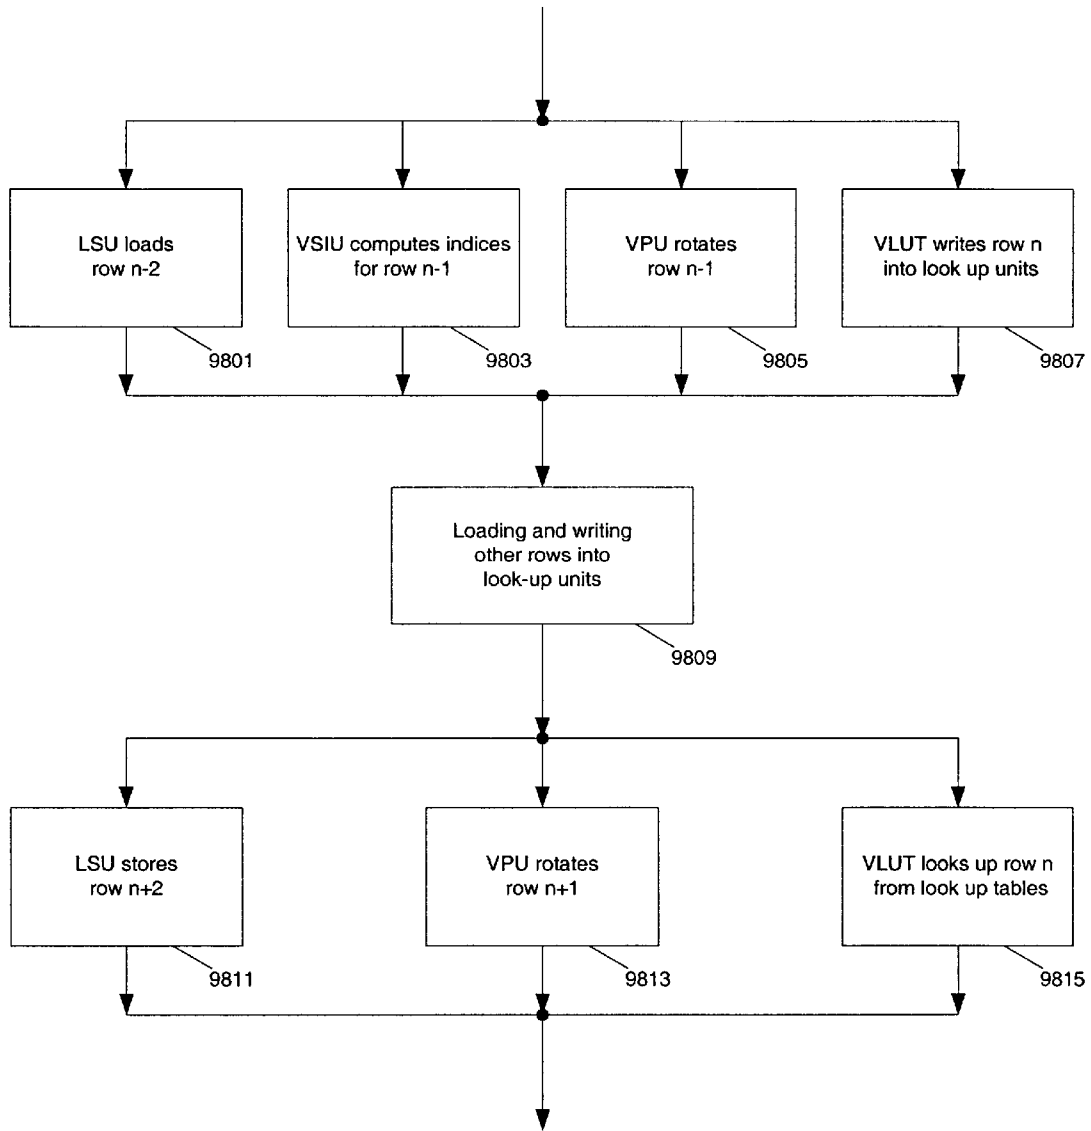 LSU loads
row n-2
9801
VSIU computes indices
for row n-1
9803
VPU rotates
row n-1
9805
VLUT writes row n
into look up units
9807
Loading and writing
other rows into
look-up units
9809
LSU stores
row n+2
9811
VPU rotates
row n+1
9813
VLUT looks up row n
from look up tables
9815